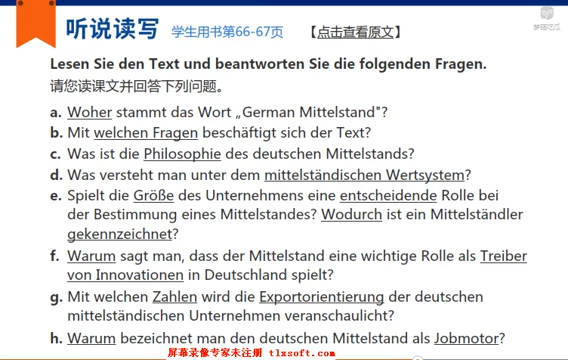 听说读写 学生用书第66-67页 【点击查看原文】
Lesen Sie den Text und beantworten Sie die folgenden Fragen.
请您读课文并回答下列问题。
a. Woher stammt das Wort „German Mittelstand"?
b. Mit welchen Fragen beschäftigt sich der Text?
c. Was ist die Philosophie des deutschen Mittelstands?
d. Was versteht man unter dem mittelständischen Wertsystem?
e. Spielt die Größe des Unternehmens eine entscheidende Rolle bei
der Bestimmung eines Mittelstandes? Wodurch ist ein Mittelständler
gekennzeichnet?
f. Warum sagt man, dass der Mittelstand eine wichtige Rolle als Treiber
von Innovationen in Deutschland spielt?
g. Mit welchen Zahlen wird die Exportorientierung der deutschen
mittelständischen Unternehmen veranschaulicht?
h. Warum bezeichnet man den deutschen Mittelstand als Jobmotor?
屏幕录像专家未注册 tlxsoft.com